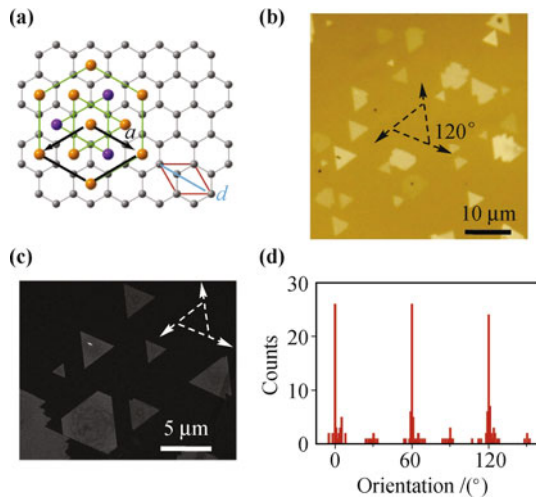 (a)
a
d
(b)
120°
10 μm
(c)
5 μm
(d)
30
20
10
0
Counts
0 60 120
Orientation /(°)